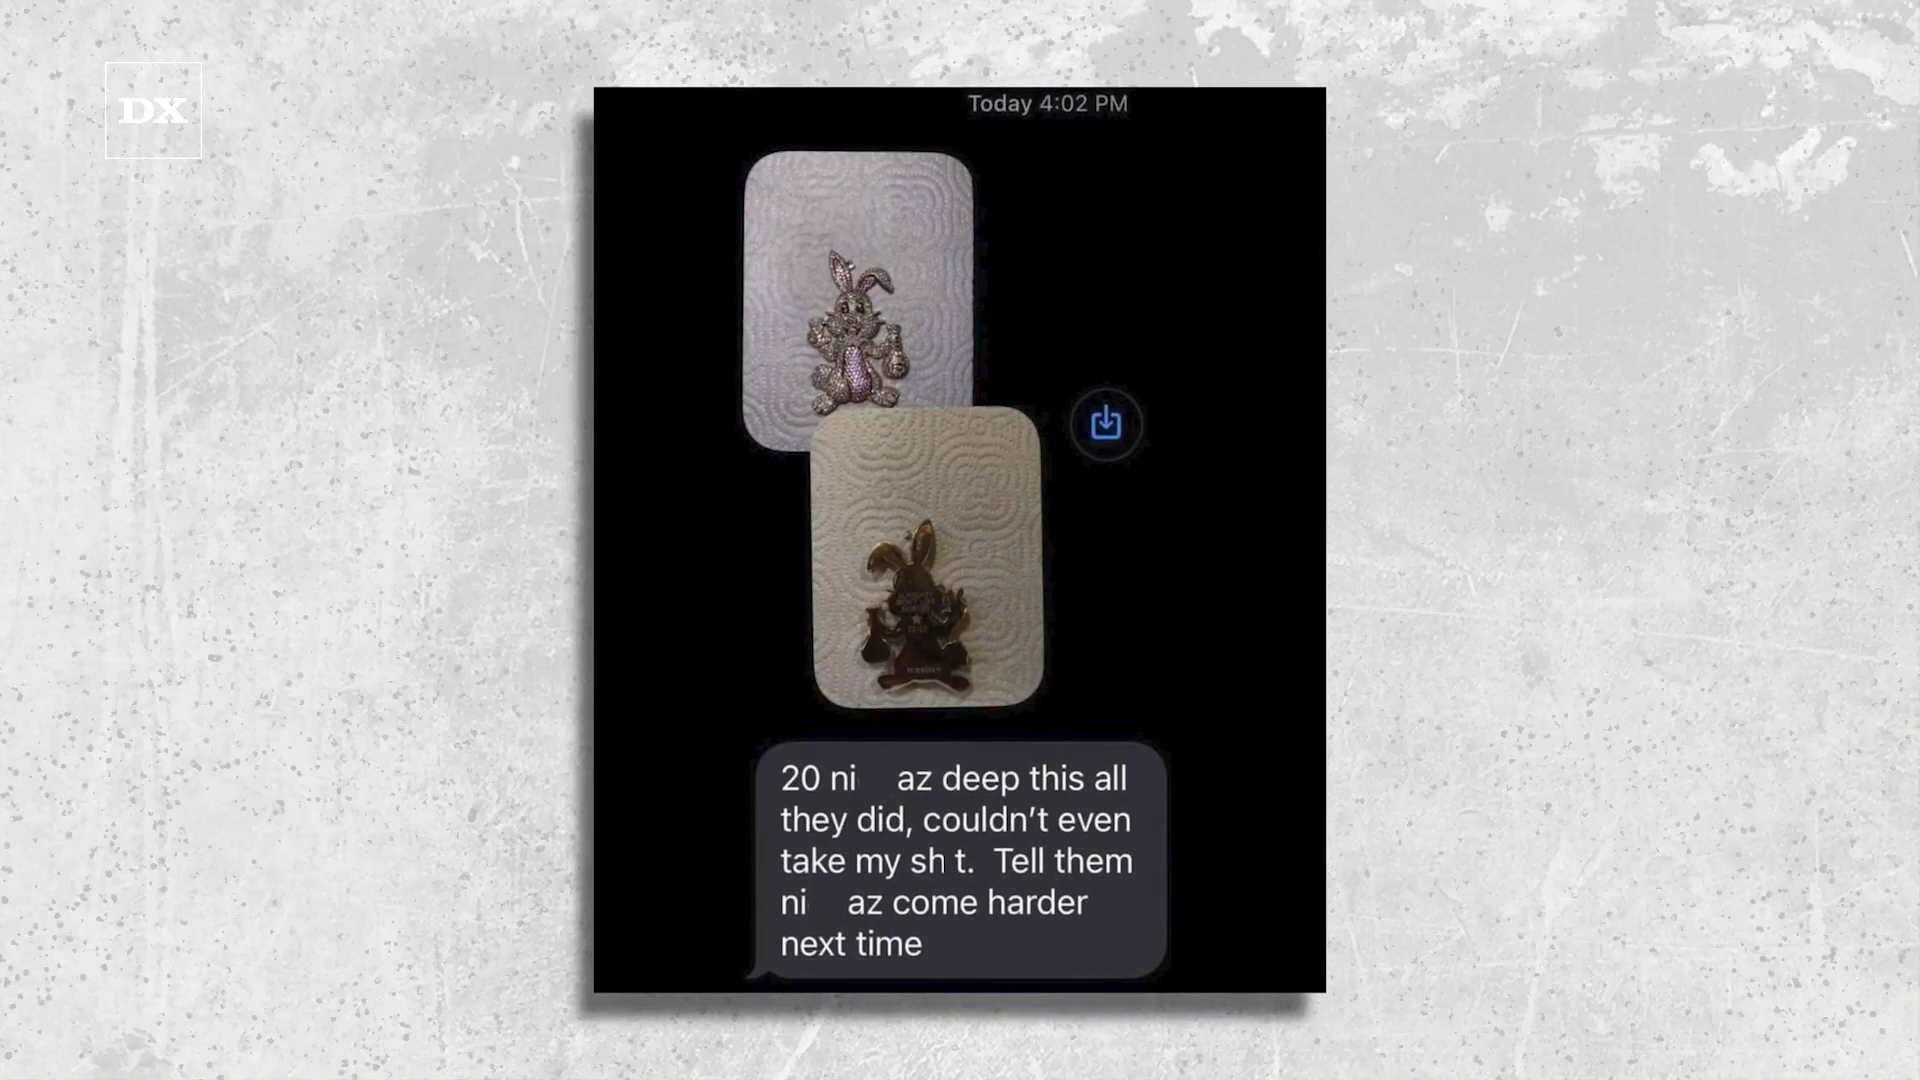 DX
Today 4:02 PM
20 ni az deep this all
they did, couldn't even
take my sh t. Tell them
ni az come harder
next time